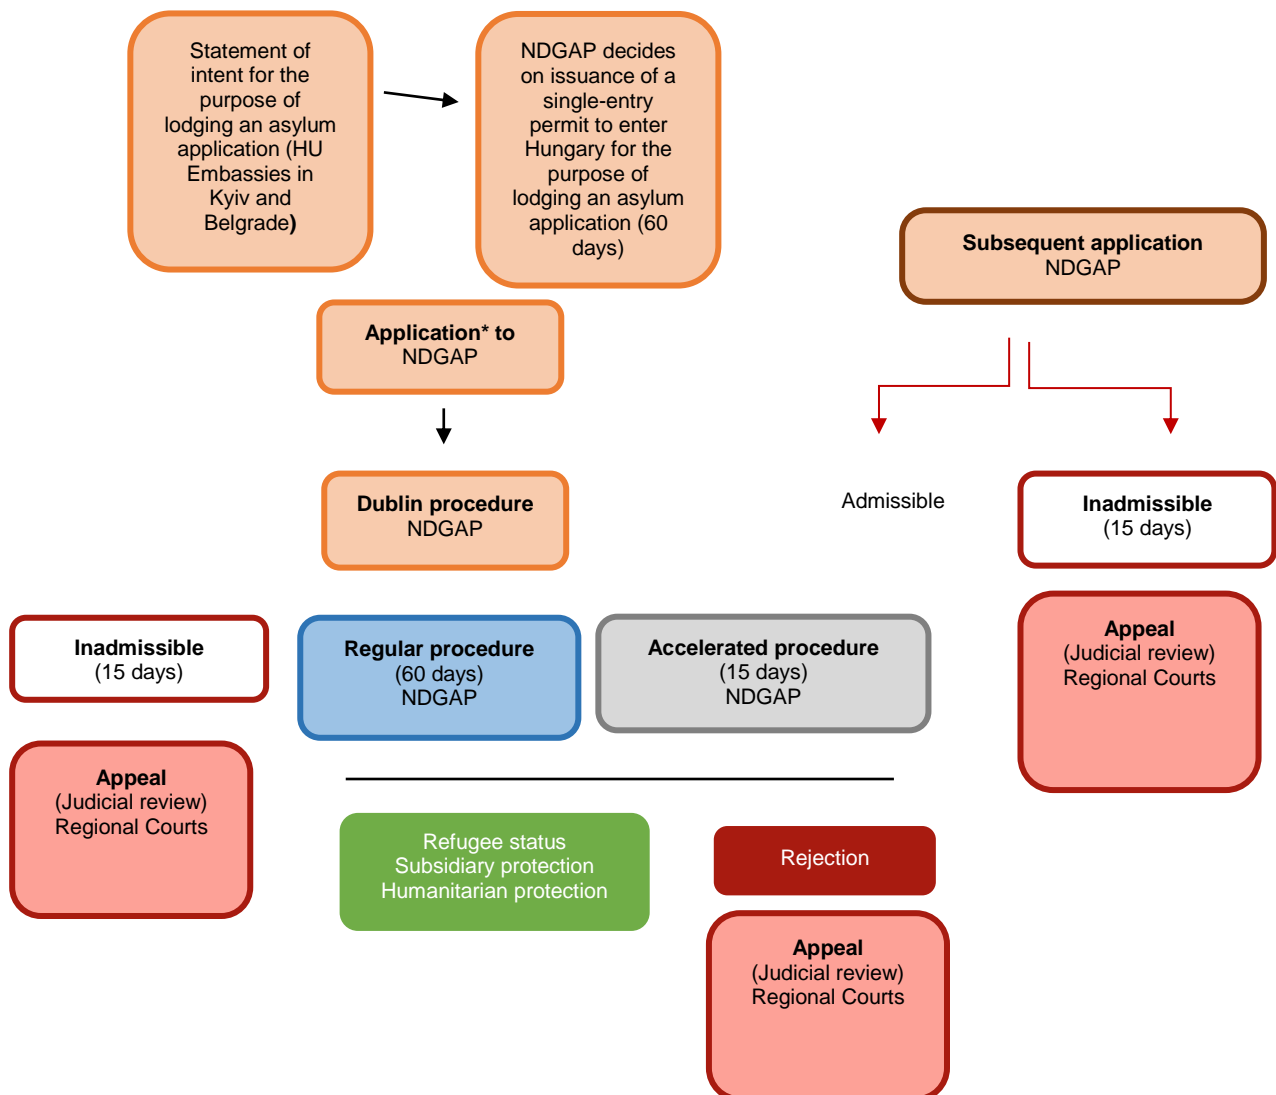 Statement of
intent for the
purpose of
lodging an asylum
application (HU
Embassies in
Kyiv and
Belgrade)
NDGAP decides
on issuance of a
single-entry
permit to enter
Hungary for the
purpose of
lodging an asylum
application (60
days)
Subsequent application
NDGAP
Application* to
NDGAP
Dublin procedure
NDGAP
Admissible
Inadmissible
(15 days)
Inadmissible
(15 days)
Regular procedure
(60 days)
NDGAP
Accelerated procedure
(15 days)
NDGAP
Appeal
(Judicial review)
Regional Courts
Appeal
(Judicial review)
Regional Courts
Refugee status
Subsidiary protection
Humanitarian protection
Rejection
Appeal
(Judicial review)
Regional Courts